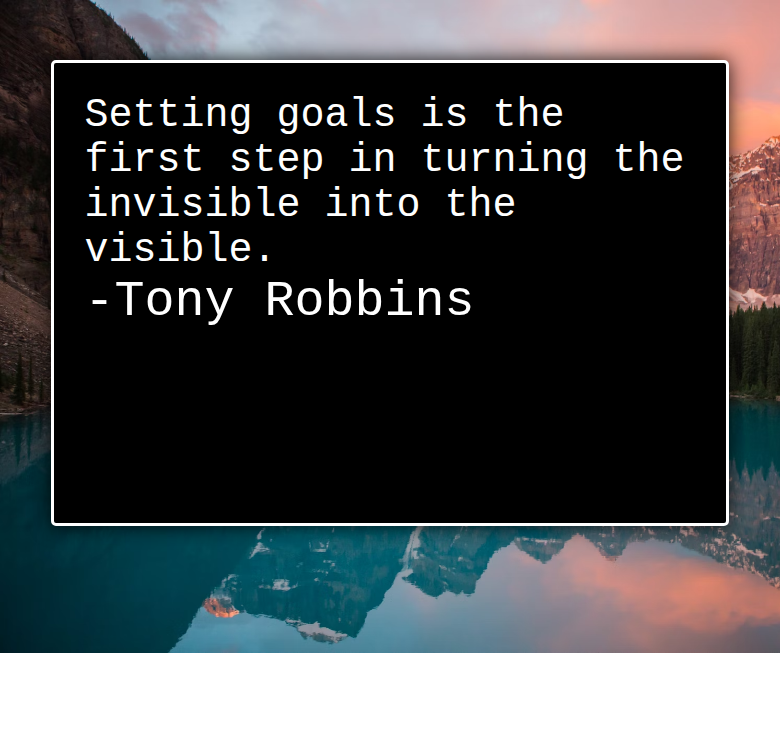 Setting goals is the
first step in turning the
invisible into the
visible.
-Tony Robbins